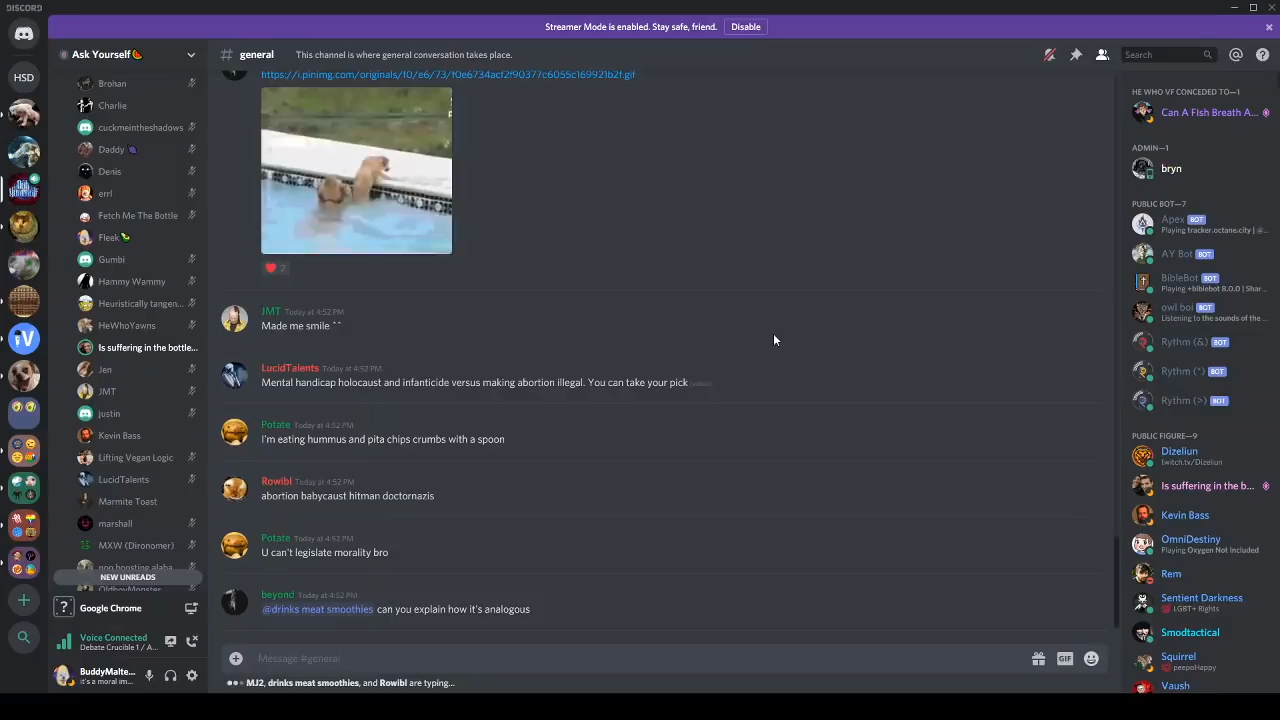 DISCORD
Streamer Mode is enabled. Stay safe, friend.
Disable
HSD
Ask Yourself
Brohan
Charlie
cuckmeintheshadows
Daddy
Denis
errl
Fetch Me The Bottle
Fleek
Gumbi
Hammy Wammy
Heuristically tangen...
HeWhoYawns
Is suffering in the bottle...
Jen
JMT
justin
Kevin Bass
Lifting Vegan Logic
LucidTalents
Marmite Toast
marshall
MXW (Dironomer)
NEW UNREADS
Google Chrome
Voice Connected
Debate Crucible 1 / A...
BuddyMalte...
it's a moral im...
# general
This channel is where general conversation takes place.
Search
https://i.pinimg.com/originals/f0/e6/73/f0e6734acf2f90377c6055c169921b2f.gif
2
JMT Today at 4:52 PM
Made me smile ^^
LucidTalents Today at 4:52 PM
Mental handicap holocaust and infanticide versus making abortion illegal. You can take your pick (edited)
Potate Today at 4:52 PM
I'm eating hummus and pita chips crumbs with a spoon
Rowibl Today at 4:52 PM
abortion babycaust hitman doctornazis
Potate Today at 4:52 PM
U can't legislate morality bro
beyond Today at 4:52 PM
@drinks meat smoothies can you explain how it's analogous
Message #general
GIF
MJ2, drinks meat smoothies, and Rowibl are typing...
HE WHO VF CONCEDED TO—1
Can A FIsh Breath A...
ADMIN—1
bryn
PUBLIC BOT—7
Apex BOT
Playing tracker.octane.city | @...
AY Bot BOT
BibleBot BOT
Playing +biblebot 8.0.0 | Shar...
owl boi BOT
Listening to the sounds of the ...
Rythm (&) BOT
Rythm (*) BOT
Rythm (>) BOT
PUBLIC FIGURE—9
Dizeliun
twitch.tv/Dizeliun
Is suffering in the b...
Kevin Bass
OmniDestiny
Playing Oxygen Not Included
Rem
Sentient Darkness
LGBT+ Rights
Smodtactical
Squirrel
peepoHappy
Vaush